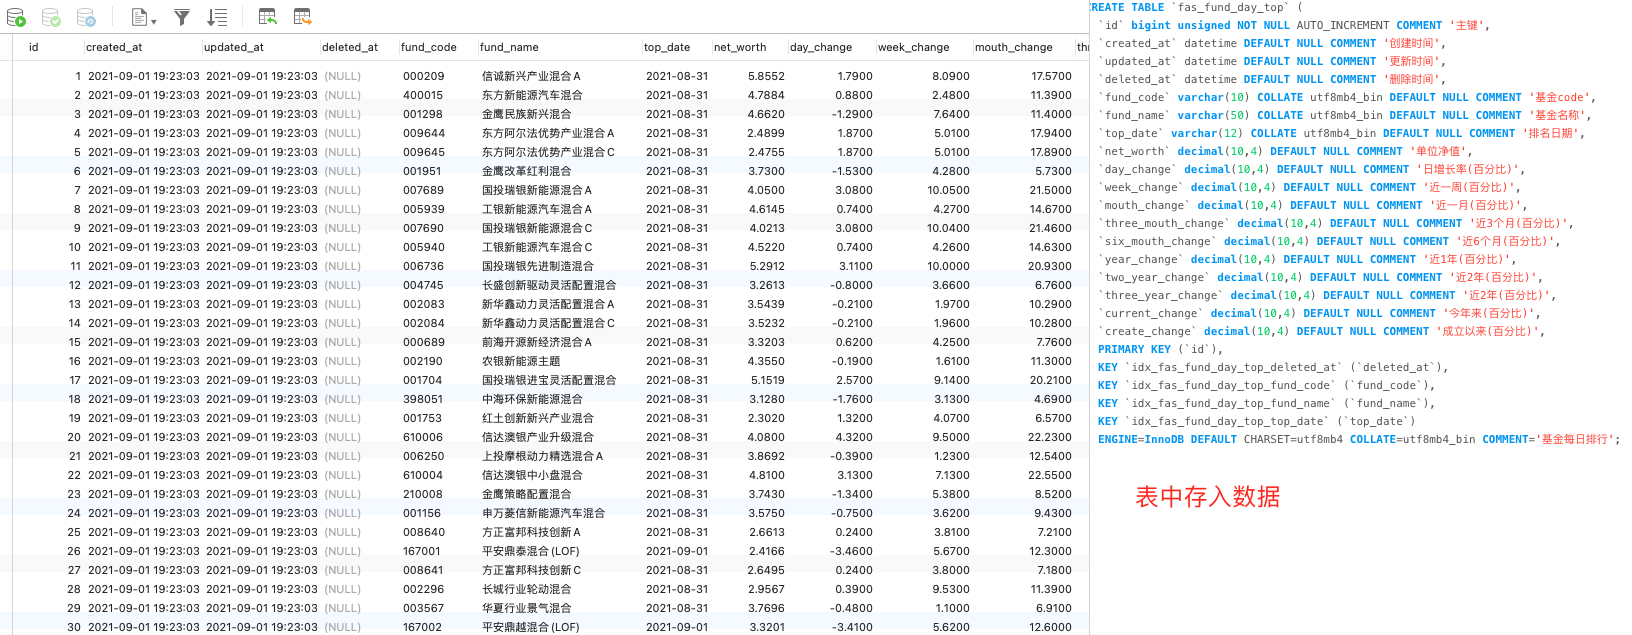 id created_at updated_at deleted_at fund_code fund_name top_date net_worth day_change week_change mouth_change thr
1 2021-09-01 19:23:03 2021-09-01 19:23:03 (NULL) 000209 信诚新兴产业混合A 2021-08-31 5.8552 1.7900 8.0900 17.5700
2 2021-09-01 19:23:03 2021-09-01 19:23:03 (NULL) 400015 东方新能源汽车混合 2021-08-31 4.7884 0.8800 2.4800 11.3900
3 2021-09-01 19:23:03 2021-09-01 19:23:03 (NULL) 001298 金鹰民族新兴混合 2021-08-31 4.6620 -1.2900 7.6400 11.4000
4 2021-09-01 19:23:03 2021-09-01 19:23:03 (NULL) 009644 东方阿尔法优势产业混合A 2021-08-31 2.4899 1.8700 5.0100 17.9400
5 2021-09-01 19:23:03 2021-09-01 19:23:03 (NULL) 009645 东方阿尔法优势产业混合C 2021-08-31 2.4755 1.8700 5.0100 17.8900
6 2021-09-01 19:23:03 2021-09-01 19:23:03 (NULL) 001951 金鹰改革红利混合 2021-08-31 3.7300 -1.5300 4.2800 5.7300
7 2021-09-01 19:23:03 2021-09-01 19:23:03 (NULL) 007689 国投瑞银新能源混合A 2021-08-31 4.0500 3.0800 10.0500 21.5000
8 2021-09-01 19:23:03 2021-09-01 19:23:03 (NULL) 005939 工银新能源汽车混合A 2021-08-31 4.6145 0.7400 4.2700 14.6700
9 2021-09-01 19:23:03 2021-09-01 19:23:03 (NULL) 007690 国投瑞银新能源混合C 2021-08-31 4.0213 3.0800 10.0400 21.4600
10 2021-09-01 19:23:03 2021-09-01 19:23:03 (NULL) 005940 工银新能源汽车混合C 2021-08-31 4.5220 0.7400 4.2600 14.6300
11 2021-09-01 19:23:03 2021-09-01 19:23:03 (NULL) 006736 国投瑞银先进制造混合 2021-08-31 5.2912 3.1100 10.0000 20.9300
12 2021-09-01 19:23:03 2021-09-01 19:23:03 (NULL) 004745 长盛创新驱动灵活配置混合 2021-08-31 3.2613 -0.8000 3.6600 6.7600
13 2021-09-01 19:23:03 2021-09-01 19:23:03 (NULL) 002083 新华鑫动力灵活配置混合A 2021-08-31 3.5439 -0.2100 1.9700 10.2900
14 2021-09-01 19:23:03 2021-09-01 19:23:03 (NULL) 002084 新华鑫动力灵活配置混合C 2021-08-31 3.5232 -0.2100 1.9600 10.2800
15 2021-09-01 19:23:03 2021-09-01 19:23:03 (NULL) 000689 前海开源新经济混合A 2021-08-31 3.3203 0.6200 4.2500 7.7600
16 2021-09-01 19:23:03 2021-09-01 19:23:03 (NULL) 002190 农银新能源主题 2021-08-31 4.3550 -0.1900 1.6100 11.3000
17 2021-09-01 19:23:03 2021-09-01 19:23:03 (NULL) 001704 国投瑞银进宝灵活配置混合 2021-08-31 5.1519 2.5700 9.1400 20.2100
18 2021-09-01 19:23:03 2021-09-01 19:23:03 (NULL) 398051 中海环保新能源混合 2021-08-31 3.1280 -1.7600 3.1300 4.6900
19 2021-09-01 19:23:03 2021-09-01 19:23:03 (NULL) 001753 红土创新新兴产业混合 2021-08-31 2.3020 1.3200 4.0700 6.5700
20 2021-09-01 19:23:03 2021-09-01 19:23:03 (NULL) 610006 信达澳银产业升级混合 2021-08-31 4.0800 4.3200 9.5000 22.2300
21 2021-09-01 19:23:03 2021-09-01 19:23:03 (NULL) 006250 上投摩根动力精选混合A 2021-08-31 3.8692 -0.3900 1.2300 12.5400
22 2021-09-01 19:23:03 2021-09-01 19:23:03 (NULL) 610004 信达澳银中小盘混合 2021-08-31 4.8100 3.1300 7.1300 22.5500
23 2021-09-01 19:23:03 2021-09-01 19:23:03 (NULL) 210008 金鹰策略配置混合 2021-08-31 3.7430 -1.3400 5.3800 8.5200
24 2021-09-01 19:23:03 2021-09-01 19:23:03 (NULL) 001156 申万菱信新能源汽车混合 2021-08-31 3.5750 -0.7500 3.6200 9.4300
25 2021-09-01 19:23:03 2021-09-01 19:23:03 (NULL) 008640 方正富邦科技创新A 2021-08-31 2.6613 0.2400 3.8100 7.2100
26 2021-09-01 19:23:03 2021-09-01 19:23:03 (NULL) 167001 平安鼎泰混合(LOF) 2021-09-01 2.4166 -3.4600 5.6700 12.3000
27 2021-09-01 19:23:03 2021-09-01 19:23:03 (NULL) 008641 方正富邦科技创新C 2021-08-31 2.6495 0.2400 3.8000 7.1800
28 2021-09-01 19:23:03 2021-09-01 19:23:03 (NULL) 002296 长城行业轮动混合 2021-08-31 2.9567 0.3900 9.5300 11.3900
29 2021-09-01 19:23:03 2021-09-01 19:23:03 (NULL) 003567 华夏行业景气混合 2021-08-31 3.7696 -0.4800 1.1000 6.9100
30 2021-09-01 19:23:03 2021-09-01 19:23:03 (NULL) 167002 平安鼎越混合(LOF) 2021-09-01 3.3201 -3.4100 5.6200 12.6000
CREATE TABLE `fas_fund_day_top` (
`id` bigint unsigned NOT NULL AUTO_INCREMENT COMMENT '主键',
`created_at` datetime DEFAULT NULL COMMENT '创建时间',
`updated_at` datetime DEFAULT NULL COMMENT '更新时间',
`deleted_at` datetime DEFAULT NULL COMMENT '删除时间',
`fund_code` varchar(10) COLLATE utf8mb4_bin DEFAULT NULL COMMENT '基金code',
`fund_name` varchar(50) COLLATE utf8mb4_bin DEFAULT NULL COMMENT '基金名称',
`top_date` varchar(12) COLLATE utf8mb4_bin DEFAULT NULL COMMENT '排名日期',
`net_worth` decimal(10,4) DEFAULT NULL COMMENT '单位净值',
`day_change` decimal(10,4) DEFAULT NULL COMMENT '日增长率(百分比)',
`week_change` decimal(10,4) DEFAULT NULL COMMENT '近一周(百分比)',
`mouth_change` decimal(10,4) DEFAULT NULL COMMENT '近一月(百分比)',
`three_mouth_change` decimal(10,4) DEFAULT NULL COMMENT '近3个月(百分比)',
`six_mouth_change` decimal(10,4) DEFAULT NULL COMMENT '近6个月(百分比)',
`year_change` decimal(10,4) DEFAULT NULL COMMENT '近1年(百分比)',
`two_year_change` decimal(10,4) DEFAULT NULL COMMENT '近2年(百分比)',
`three_year_change` decimal(10,4) DEFAULT NULL COMMENT '近2年(百分比)',
`current_change` decimal(10,4) DEFAULT NULL COMMENT '今年来(百分比)',
`create_change` decimal(10,4) DEFAULT NULL COMMENT '成立以来(百分比)',
PRIMARY KEY (`id`),
KEY `idx_fas_fund_day_top_deleted_at` (`deleted_at`),
KEY `idx_fas_fund_day_top_fund_code` (`fund_code`),
KEY `idx_fas_fund_day_top_fund_name` (`fund_name`),
KEY `idx_fas_fund_day_top_top_date` (`top_date`)
ENGINE=InnoDB DEFAULT CHARSET=utf8mb4 COLLATE=utf8mb4_bin COMMENT='基金每日排行';
表中存入数据